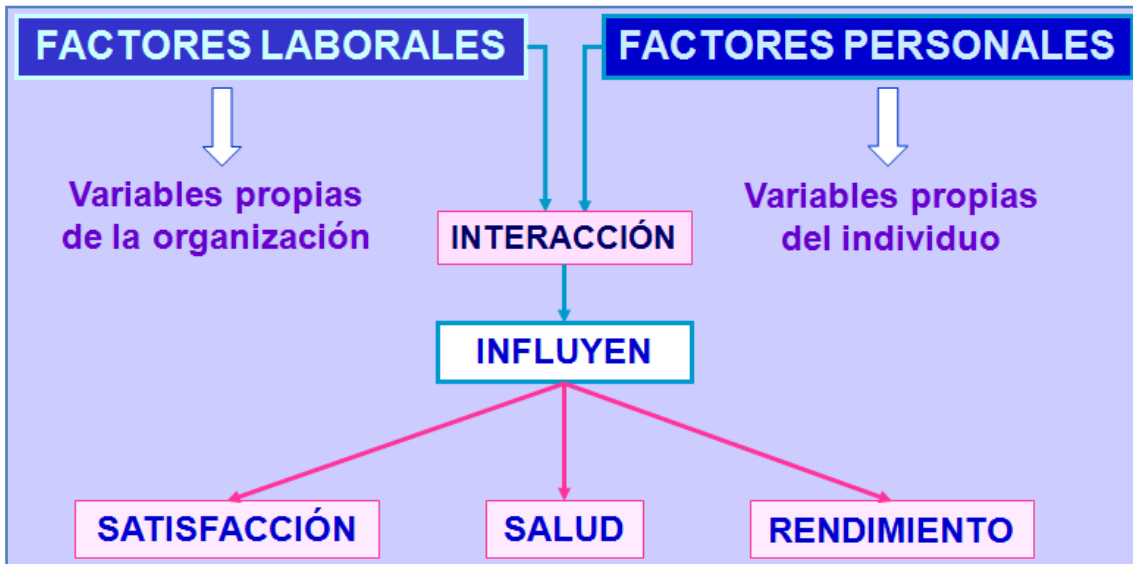 FACTORES LABORALES
FACTORES PERSONALES
Variables propias
de la organización
Variables propias
del individuo
INTERACCIÓN
INFLUYEN
SATISFACCIÓN
SALUD
RENDIMIENTO